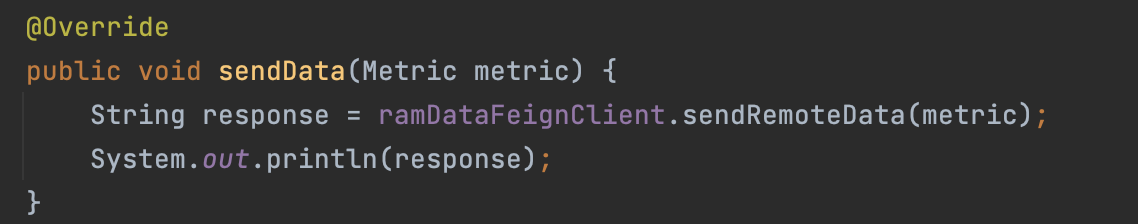 @Override
public void sendData(Metric metric) {
    String response = ramDataFeignClient.sendRemoteData(metric);
    System.out.println(response);
}